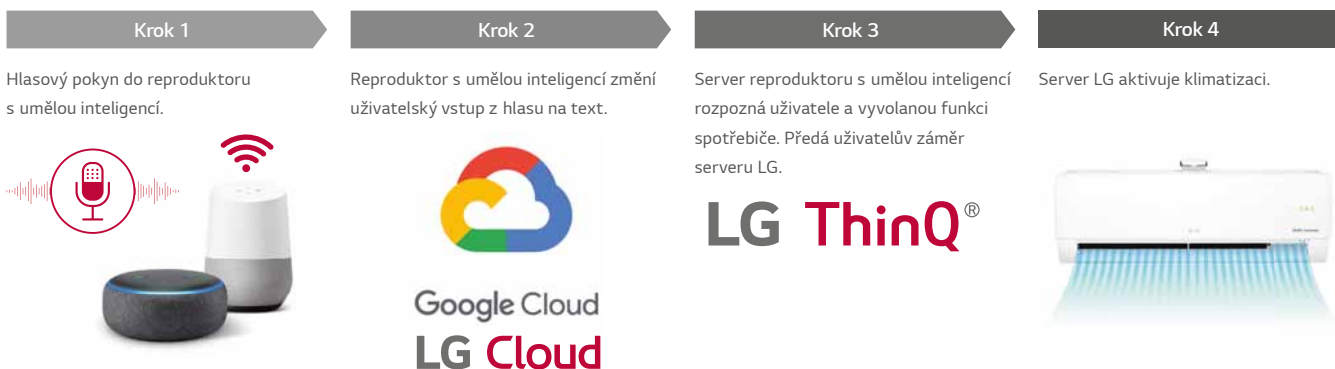 Krok 1
Hlasový pokyn do reproduktoru
s umělou inteligencí.
Krok 2
Reproduktor s umělou inteligencí změní
uživatelský vstup z hlasu na text.
Google Cloud
LG Cloud
Krok 3
Server reproduktoru s umělou inteligencí
rozpozná uživatele a vyvolanou funkci
spotřebiče. Předá uživatelův záměr
serveru LG.
LG ThinQ®
Krok 4
Server LG aktivuje klimatizaci.